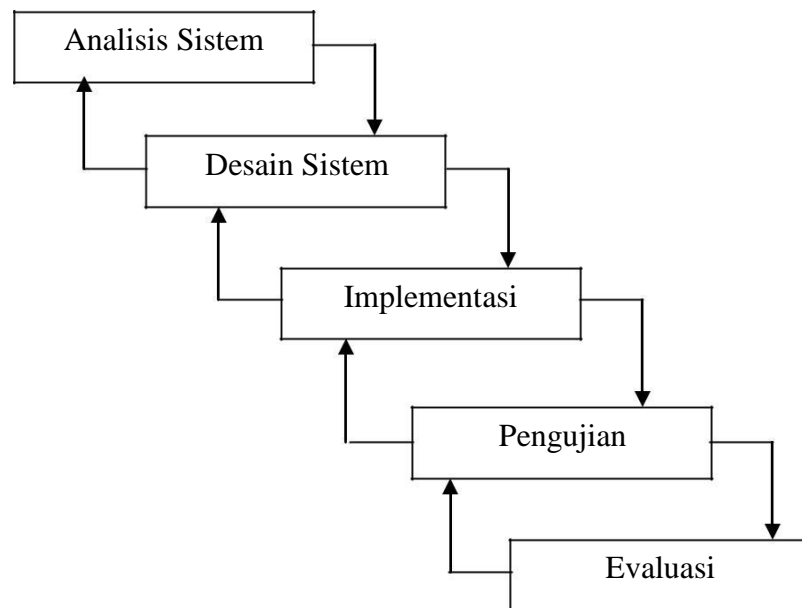 Analisis Sistem
Desain Sistem
Implementasi
Pengujian
Evaluasi